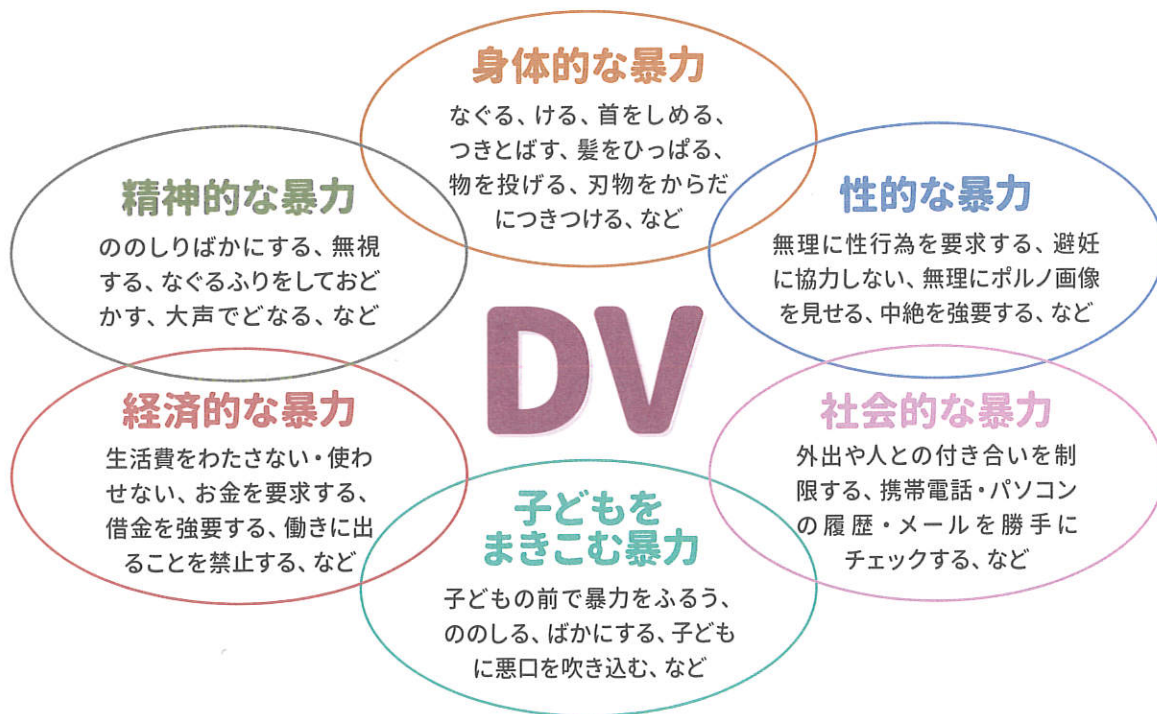 身体的な暴力
なぐる、ける、首をしめる、
つきとばす、髪をひっぱる、
物を投げる、刃物をからだ
につきつける、など
精神的な暴力
ののしりばかにする、無視
する、なぐるふりをしておど
かす、大声でどなる、など
性的な暴力
無理に性行為を要求する、避妊
に協力しない、無理にポルノ画像
を見せる、中絶を強要する、など
DV
経済的な暴力
生活費をわたさない・使わ
せない、お金を要求する、
借金を強要する、働きに出
ることを禁止する、など
社会的な暴力
外出や人との付き合いを制
限する、携帯電話・パソコン
の履歴・メールを勝手に
チェックする、など
子どもを
まきこむ暴力
子どもの前で暴力をふるう、
ののしる、ばかにする、子ども
に悪口を吹き込む、など